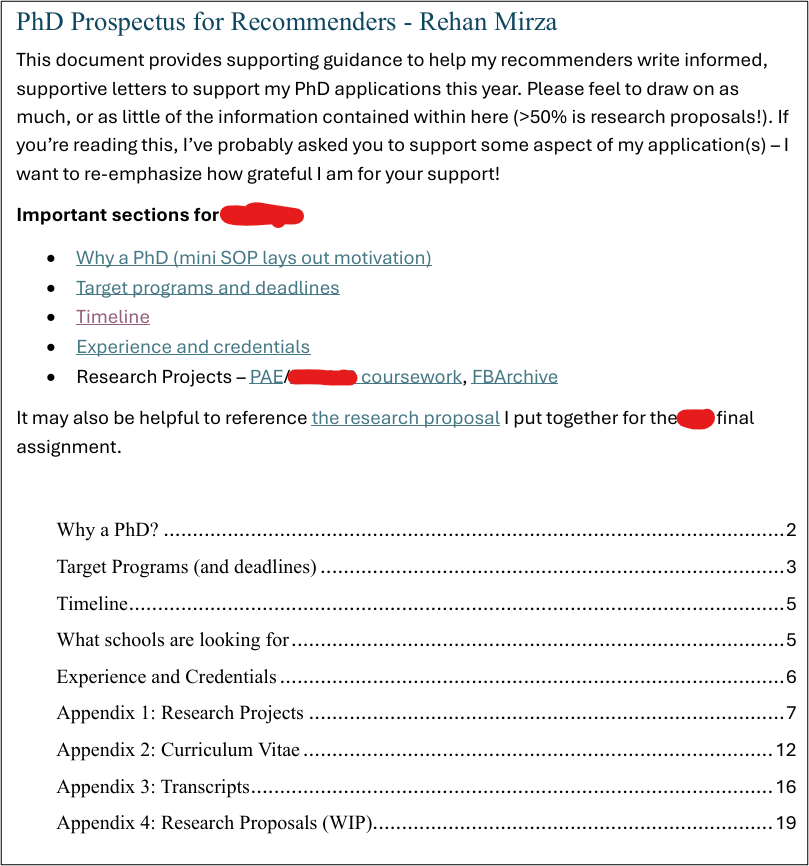 PhD Prospectus for Recommenders - Rehan Mirza
This document provides supporting guidance to help my recommenders write informed,
supportive letters to support my PhD applications this year. Please feel to draw on as
much, or as little of the information contained within here (>50% is research proposals!). If
you’re reading this, I’ve probably asked you to support some aspect of my application(s) – I
want to re-emphasize how grateful I am for your support!
Important sections for
• Why a PhD (mini SOP lays out motivation)
• Target programs and deadlines
• Timeline
• Experience and credentials
• Research Projects – PAE/ coursework, FBArchive
It may also be helpful to reference the research proposal I put together for the final
assignment.
Why a PhD? ........................................................................................................... 2
Target Programs (and deadlines) ................................................................................ 3
Timeline................................................................................................................. 5
What schools are looking for ..................................................................................... 5
Experience and Credentials ....................................................................................... 6
Appendix 1: Research Projects .................................................................................. 7
Appendix 2: Curriculum Vitae ................................................................................. 12
Appendix 3: Transcripts.......................................................................................... 16
Appendix 4: Research Proposals (WIP)..................................................................... 19